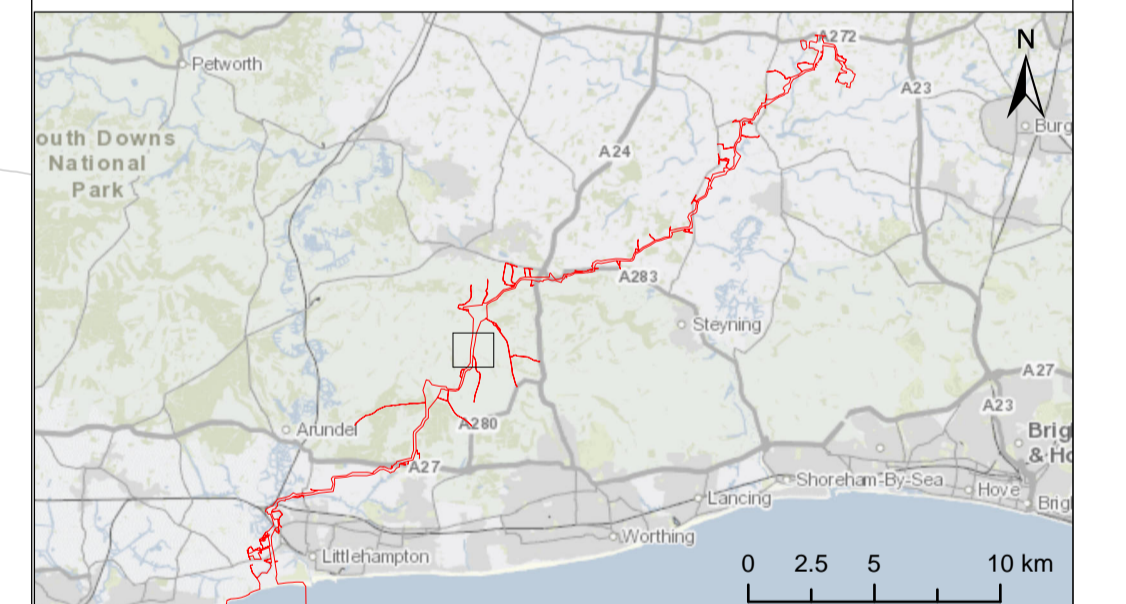 A272
N
Petworth
A23
Burg
outh Downs
National
Park
A24
A283
Steyning
A27
A23
A280
Arundel
Brig
& Ho
A27
Shoreham-By-Sea
Hove
Lancing
Brigl
Worthing
Littlehampton
0 2.5 5 10 km